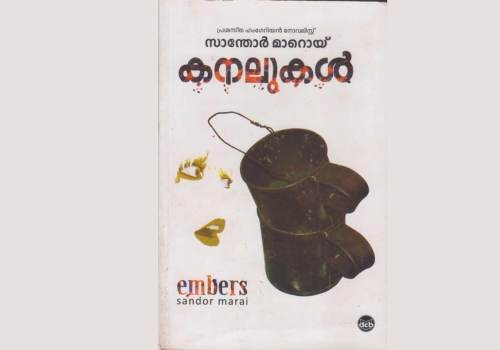 പ്രശസ്ത ഹംഗേറിയൻ നോവലിസ്റ്റ്
സാന്തോർ മാറൊയ്
കനലുകൾ
embers
sandor marai
dcb